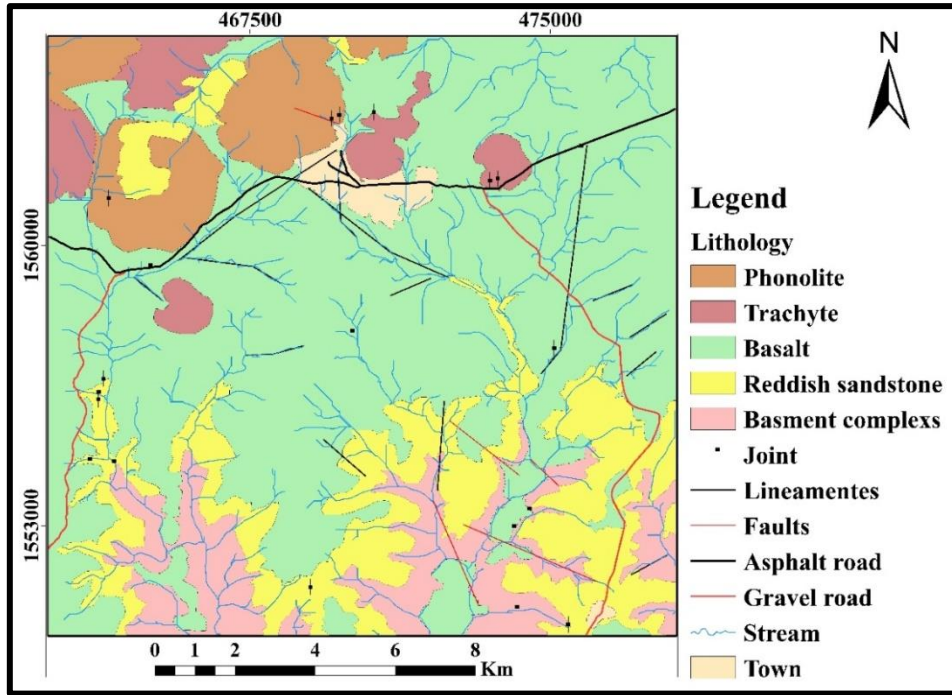 467500 475000
N
1560000
1553000
Legend
Lithology
Phonolite
Trachyte
Basalt
Reddish sandstone
Basment complexs
Joint
Lineamentes
Faults
Asphalt road
Gravel road
Stream
Town
0 1 2 4 6 8
Km